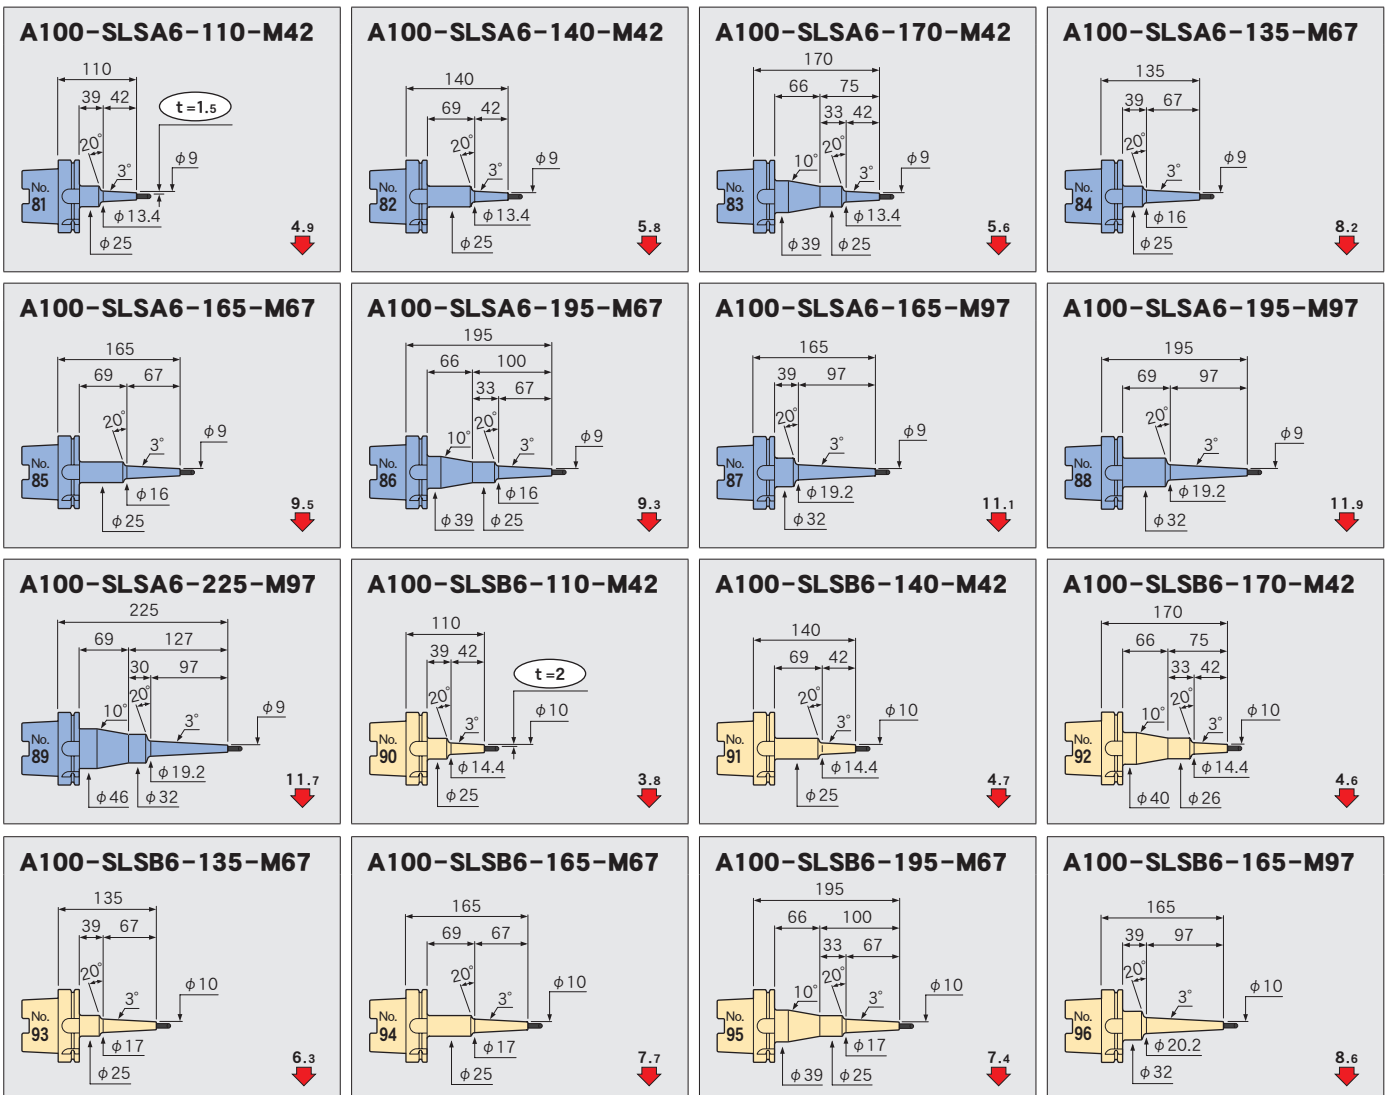 A100-SLSA6-110-M42
110
39 42
t=1.5
20°
3°
φ9
No.
81
φ13.4
φ25
4.9
A100-SLSA6-140-M42
140
69 42
20°
3°
φ9
No.
82
φ13.4
φ25
5.8
A100-SLSA6-170-M42
170
66 75
33 42
20°
10°
3°
φ9
No.
83
φ13.4
φ39 φ25
5.6
A100-SLSA6-135-M67
135
39 67
20°
3°
φ9
No.
84
φ16
φ25
8.2
A100-SLSA6-165-M67
165
69 67
20°
3°
φ9
No.
85
φ16
φ25
9.5
A100-SLSA6-195-M67
195
66 100
33 67
20°
10°
3°
φ9
No.
86
φ16
φ39 φ25
9.3
A100-SLSA6-165-M97
165
39 97
20°
3°
φ9
No.
87
φ19.2
φ32
11.1
A100-SLSA6-195-M97
195
69 97
20°
3°
φ9
No.
88
φ19.2
φ32
11.9
A100-SLSA6-225-M97
225
69 127
30 97
20°
10°
3°
φ9
No.
89
φ19.2
φ46 φ32
11.7
A100-SLSB6-110-M42
110
39 42
t=2
20°
3°
φ10
No.
90
φ14.4
φ25
3.8
A100-SLSB6-140-M42
140
69 42
20°
3°
φ10
No.
91
φ14.4
φ25
4.7
A100-SLSB6-170-M42
170
66 75
33 42
20°
10°
3°
φ10
No.
92
φ14.4
φ40 φ26
4.6
A100-SLSB6-135-M67
135
39 67
20°
3°
φ10
No.
93
φ17
φ25
6.3
A100-SLSB6-165-M67
165
69 67
20°
3°
φ10
No.
94
φ17
φ25
7.7
A100-SLSB6-195-M67
195
66 100
33 67
20°
10°
3°
φ10
No.
95
φ17
φ39 φ25
7.4
A100-SLSB6-165-M97
165
39 97
20°
3°
φ10
No.
96
φ20.2
φ32
8.6